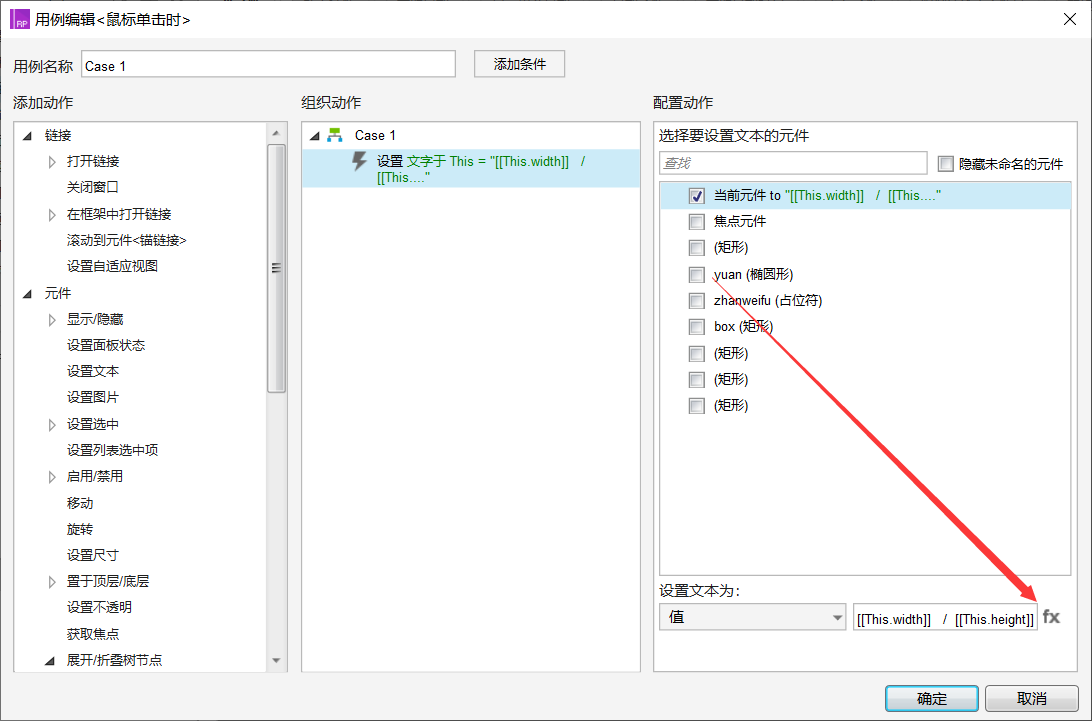 RP 用例编辑<鼠标单击时>
用例名称 Case 1 添加条件
添加动作
链接
打开链接
关闭窗口
在框架中打开链接
滚动到元件<锚链接>
设置自适应视图
元件
显示/隐藏
设置面板状态
设置文本
设置图片
设置选中
设置列表选中项
启用/禁用
移动
旋转
设置尺寸
置于顶层/底层
设置不透明
获取焦点
展开/折叠树节点
组织动作
Case 1
设置 文字于 This = "[[This.width]] /
[[This...."
配置动作
选择要设置文本的元件
查找 隐藏未命名的元件
当前元件 to "[[This.width]] / [[This...."
焦点元件
(矩形)
yuan (椭圆形)
zhanweifu (占位符)
box (矩形)
(矩形)
(矩形)
(矩形)
设置文本为:
值 [[This.width]] / [[This.height]] fx
确定 取消